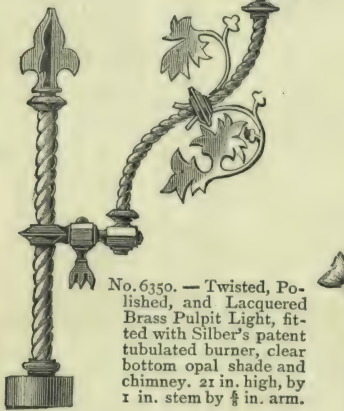 No. 6350. — Twisted, Po-
lished, and Lacquered
Brass Pulpit Light, fit-
ted with Silber's patent
tubulated burner, clear
bottom opal shade and
chimney. 21 in. high, by
1 in. stem by ⅝ in. arm.